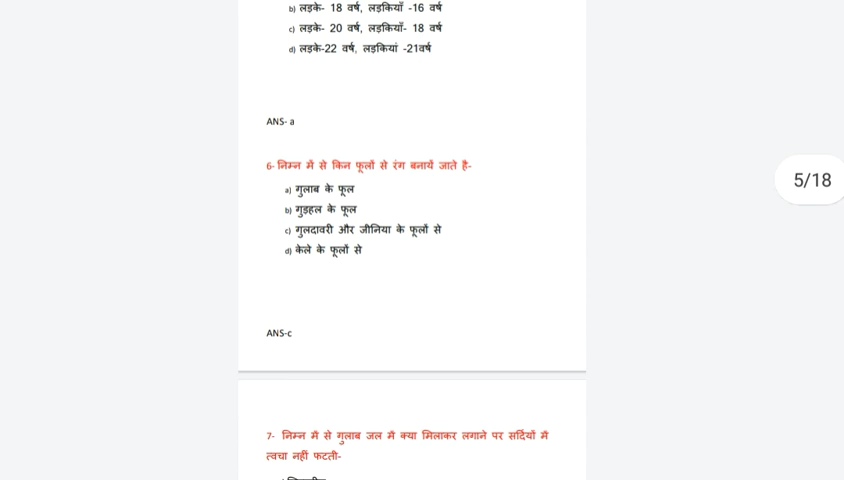 b) लड़के- 18 वर्ष, लड़कियाँ -16 वर्ष
c) लड़के- 20 वर्ष, लड़कियाँ- 18 वर्ष
d) लड़के-22 वर्ष, लड़कियां -21वर्ष
ANS- a
6- निम्न में से किन फूलों से रंग बनायें जाते है-
a) गुलाब के फूल
b) गुड़हल के फूल
c) गुलदावरी और जीनिया के फूलों से
d) केले के फूलों से
5/18
ANS-c
7- निम्न में से गुलाब जल में क्या मिलाकर लगाने पर सर्दियों में
त्वचा नहीं फटती-